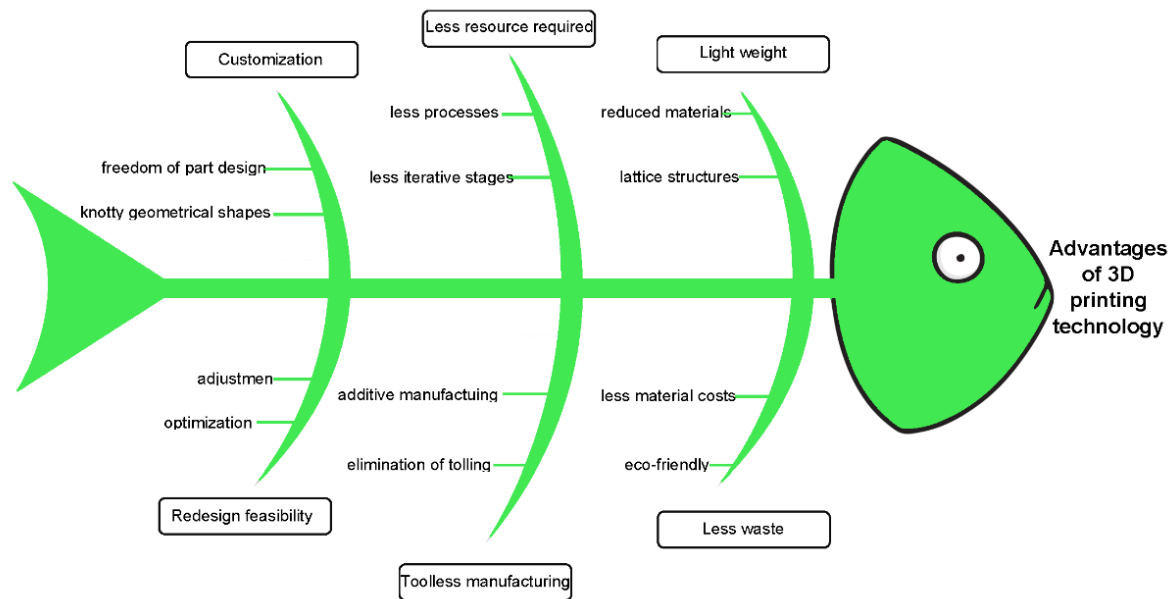 Less resource required
Customization
Light weight
less processes
reduced materials
freedom of part design
less iterative stages
lattice structures
knotty geometrical shapes
Advantages
of 3D
printing
technology
adjustmen
additive manufactuing
less material costs
optimization
elimination of tolling
eco-friendly
Redesign feasibility
Less waste
Toolless manufacturing